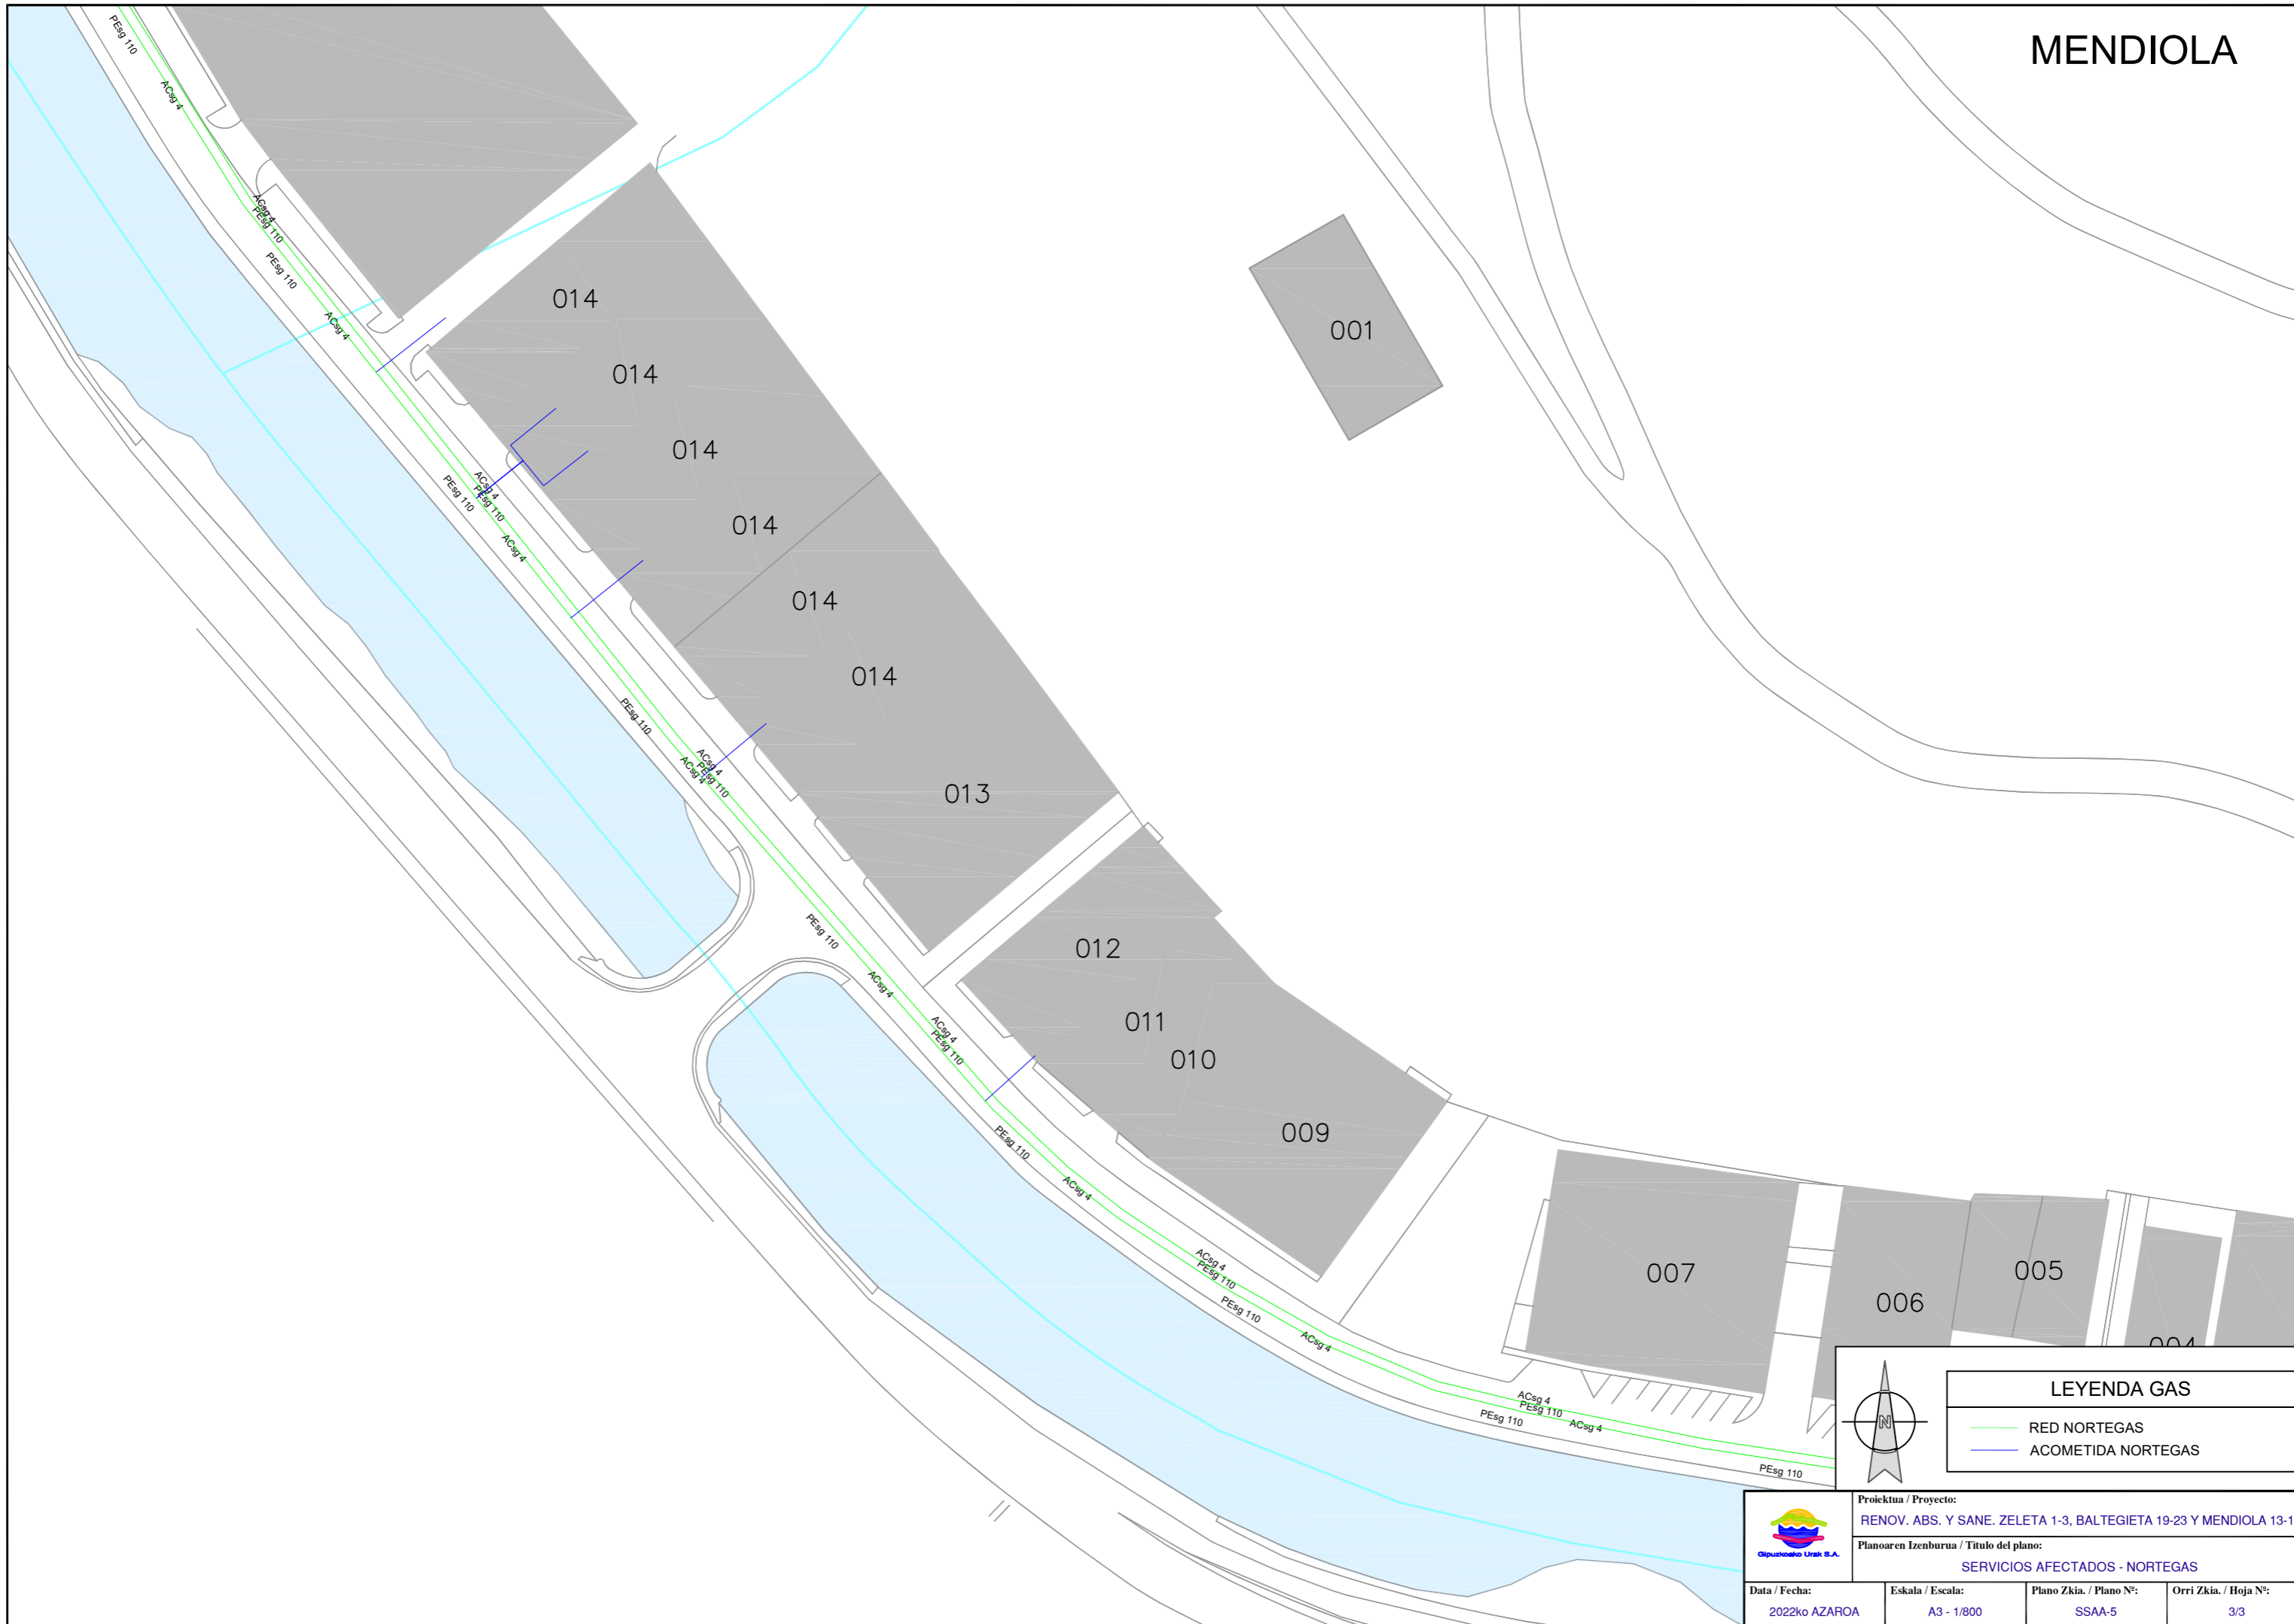 MENDIOLA
PEsg 110
ACsg 4
ACsg 4
PEsg 110
PEsg 110
ACsg 4
014
001
014
014
ACsg 4
PEsg 110
PEsg 110
ACsg 4
014
014
014
PEsg 110
ACsg 4
PEsg 110
ACsg 4
013
PEsg 110
ACsg 4
012
ACsg 4
PEsg 110
011
010
009
PEsg 110
ACsg 4
ACsg 4
PEsg 110
PEsg 110
ACsg 4
007
006
005
004
ACsg 4
PEsg 110
ACsg 4
PEsg 110
PEsg 110
N
LEYENDA GAS
RED NORTEGAS
ACOMETIDA NORTEGAS
Gipuzkoako Urak S.A.
Proiektua / Proyecto:
RENOV. ABS. Y SANE. ZELETA 1-3, BALTEGIETA 19-23 Y MENDIOLA 13-1
Planoaren Izenburua / Titulo del plano:
SERVICIOS AFECTADOS - NORTEGAS
Data / Fecha:
2022ko AZAROA
Eskala / Escala:
A3 - 1/800
Plano Zkia. / Plano Nº:
SSAA-5
Orri Zkia. / Hoja Nº:
3/3